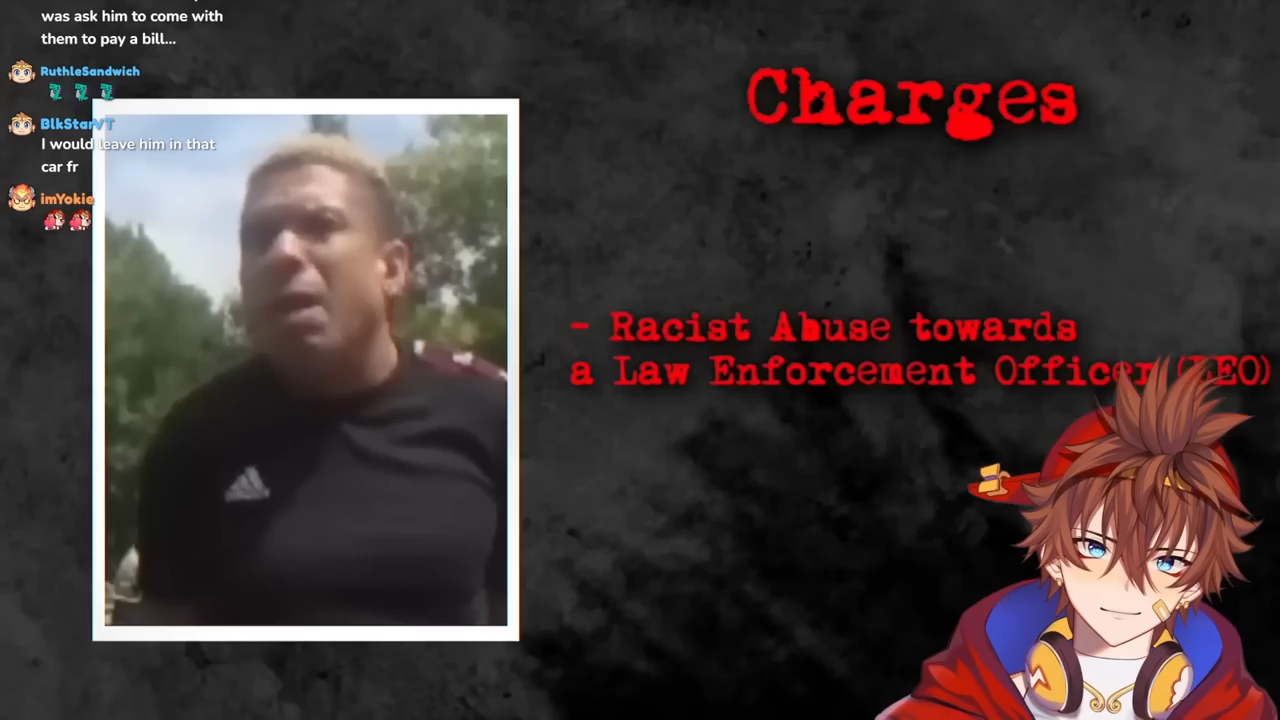 was ask him to come with
them to pay a bill...
RuthleSandwich
BlkStarVT
I would leave him in that
car fr
imYokie
Charges
- Racist Abuse towards
a Law Enforcement Officer (LEO)